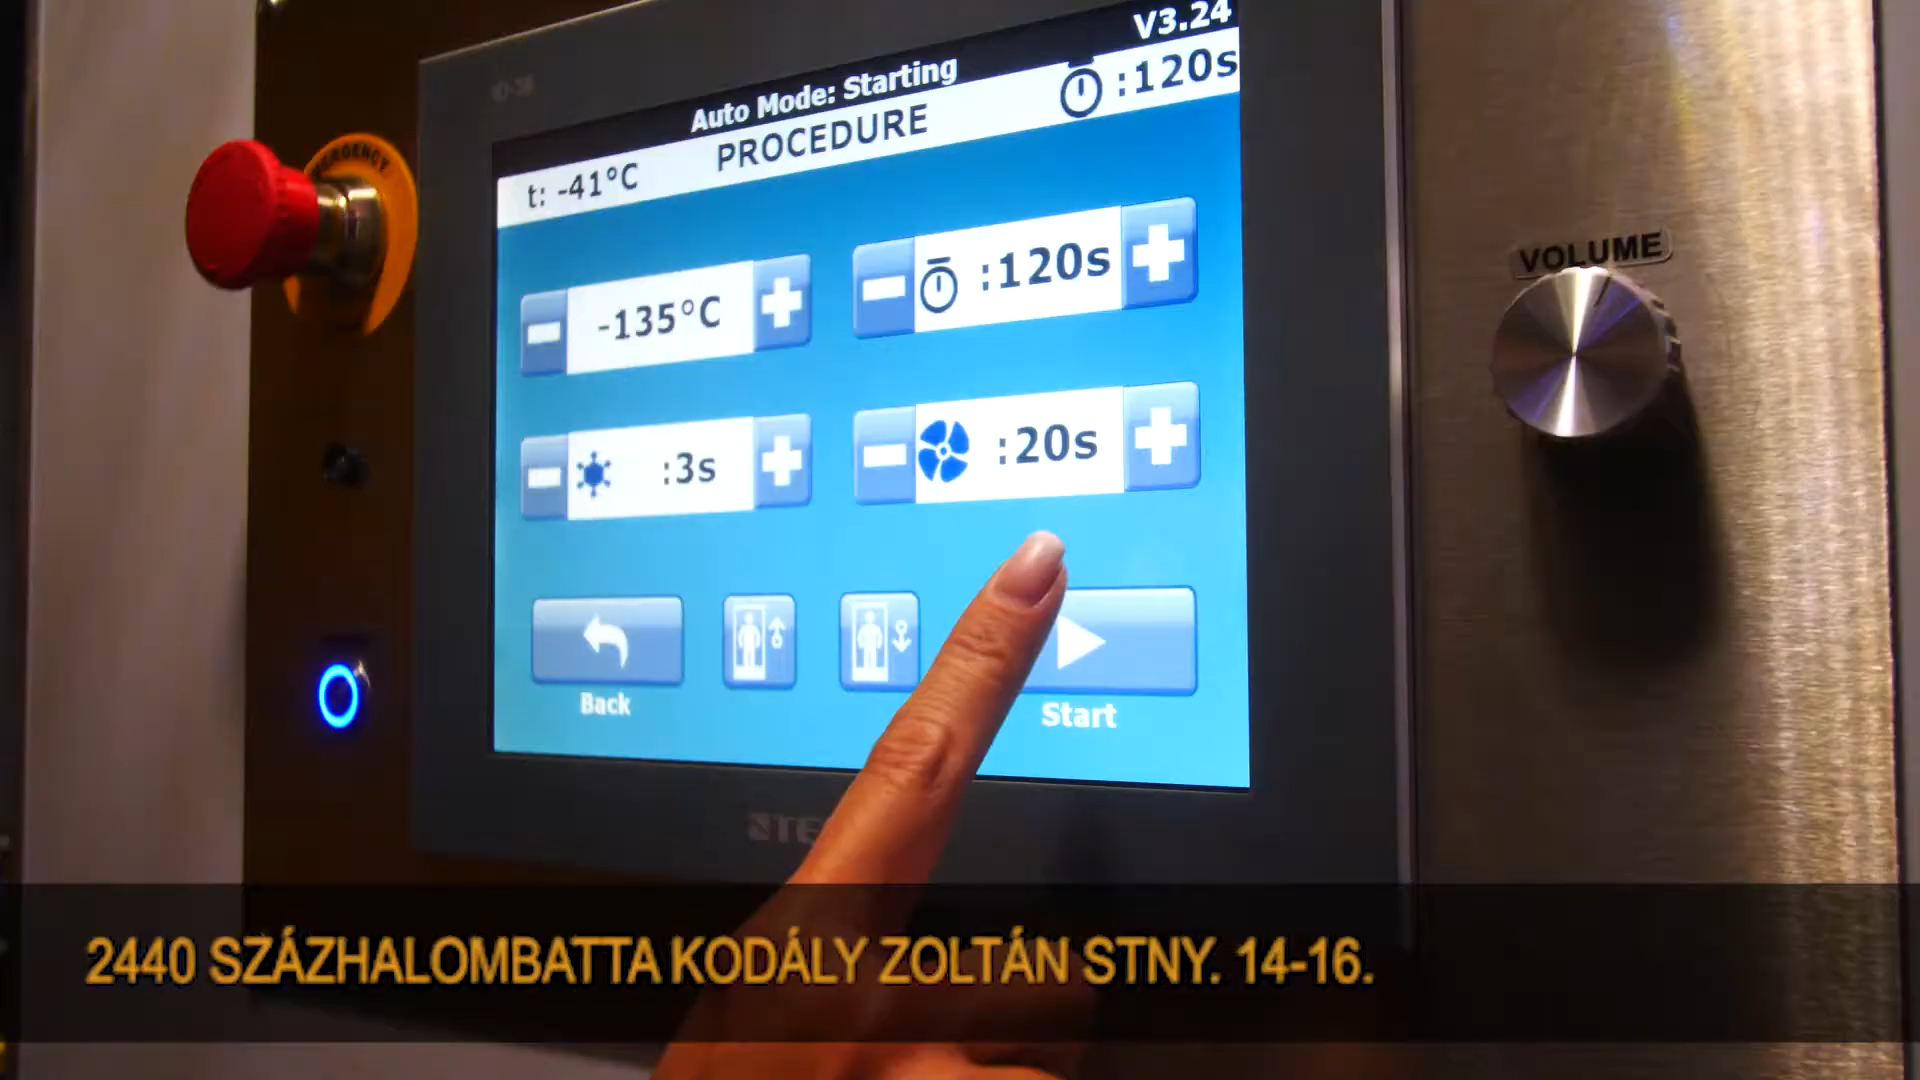 V3.24
Auto Mode: Starting
t: -41°C
PROCEDURE
:120s
-135°C
:120s
:3s
:20s
Back
Start
VOLUME
2440 SZÁZHALOMBATTA KODÁLY ZOLTÁN STNY. 14-16.